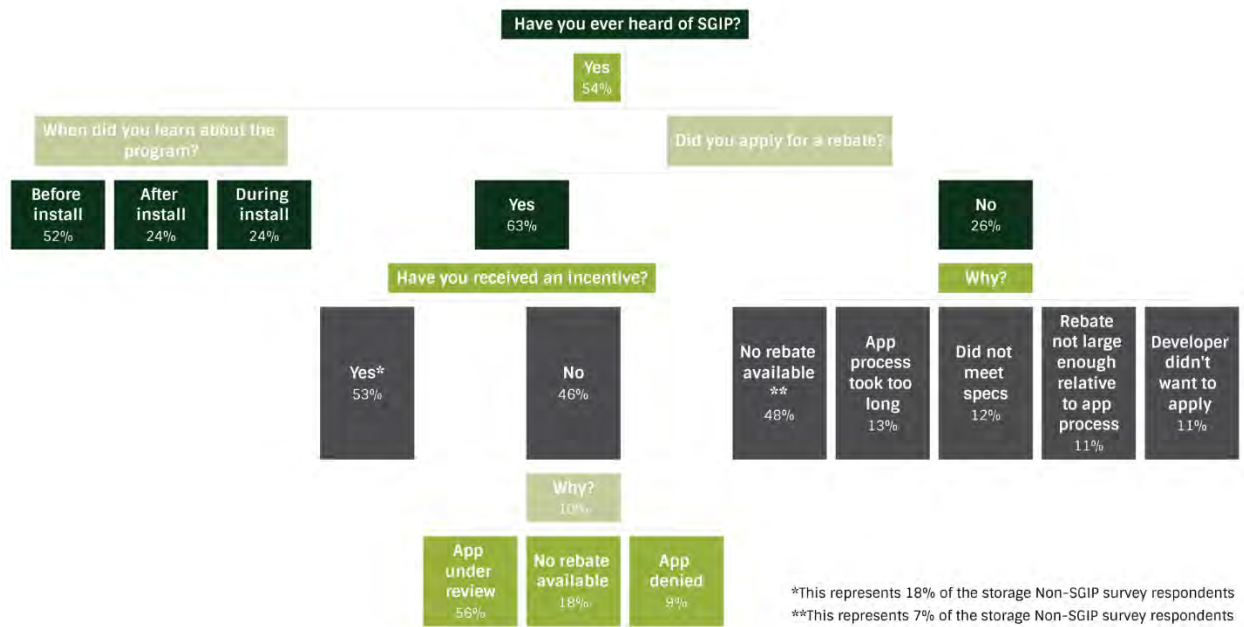 Have you ever heard of SGIP?
Yes
54%
When did you learn about the
program?
Did you apply for a rebate?
Before
install
52%
After
install
24%
During
install
24%
Yes
63%
No
26%
Have you received an incentive?
Why?
Yes*
53%
No
46%
No rebate
available
**
48%
App
process
took too
long
13%
Did not
meet
specs
12%
Rebate
not large
enough
relative
to app
process
11%
Developer
didn't
want to
apply
11%
Why?
10%
App
under
review
56%
No rebate
available
18%
App
denied
9%
*This represents 18% of the storage Non-SGIP survey respondents
**This represents 7% of the storage Non-SGIP survey respondents